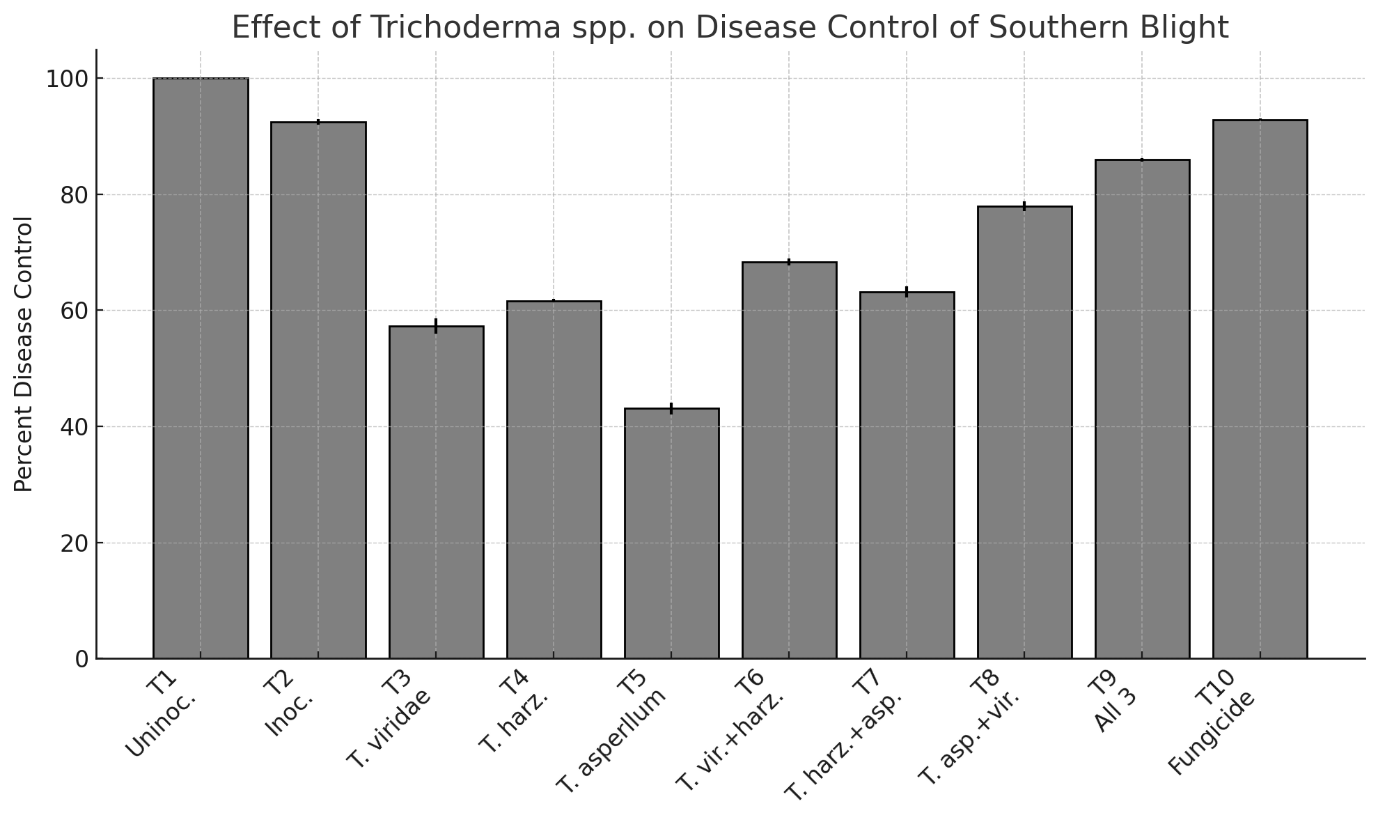 Effect of Trichoderma spp. on Disease Control of Southern Blight
Percent Disease Control
100
80
60
40
20
0
T1
Uninoc.
T2
Inoc.
T3
T. viridae
T4
T. harz.
T5
T. asperllum
T6
T. vir.+harz.
T7
T. harz.+asp.
T8
T. asp.+vir.
T9
All 3
T10
Fungicide